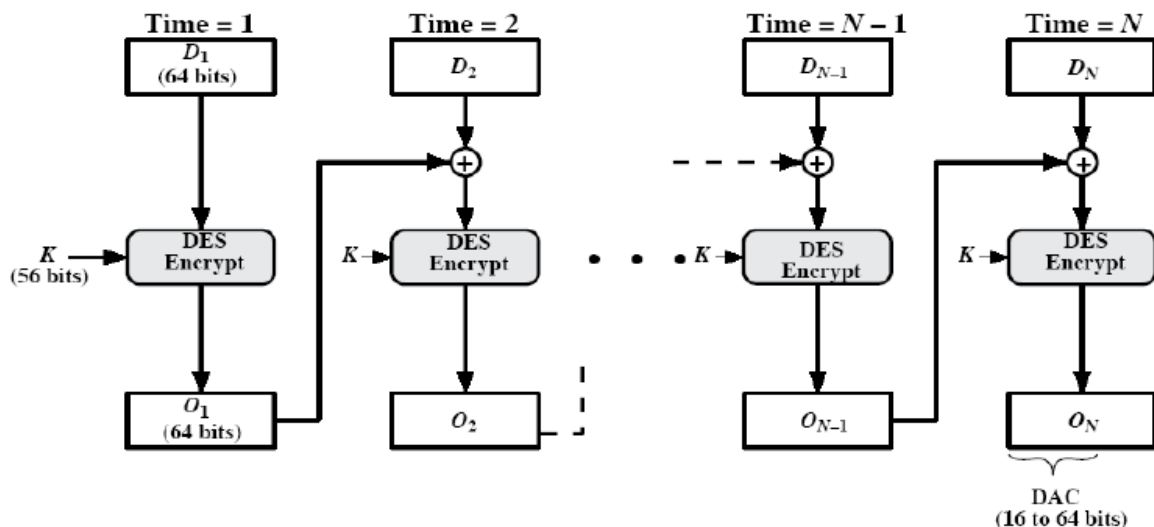 Time = 1
Time = 2
Time = N – 1
Time = N
D1
(64 bits)
D2
DN–1
DN
+
+
+
K
(56 bits)
DES
Encrypt
K
DES
Encrypt
K
DES
Encrypt
K
DES
Encrypt
O1
(64 bits)
O2
ON–1
ON
DAC
(16 to 64 bits)